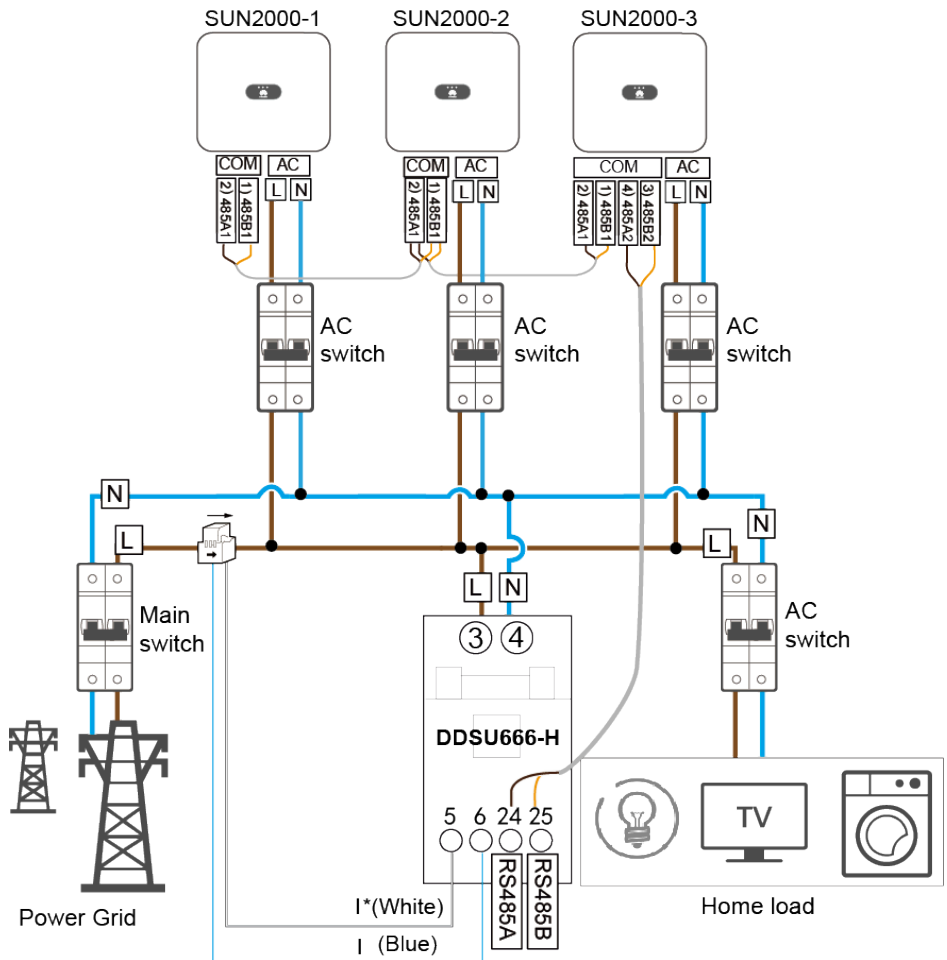 SUN2000-1
SUN2000-2
SUN2000-3
COM
AC
COM
AC
COM
AC
2) 485A1
1) 485B1
L
N
2) 485A1
1) 485B1
L
N
2) 485A1
1) 485B1
4) 485A2
3) 485B2
L
N
AC
switch
AC
switch
AC
switch
N
L
L
N
L
N
Main
switch
3
4
AC
switch
DDSU666-H
5
6
24
25
RS485A
RS485B
TV
Power Grid
I*(White)
I (Blue)
Home load